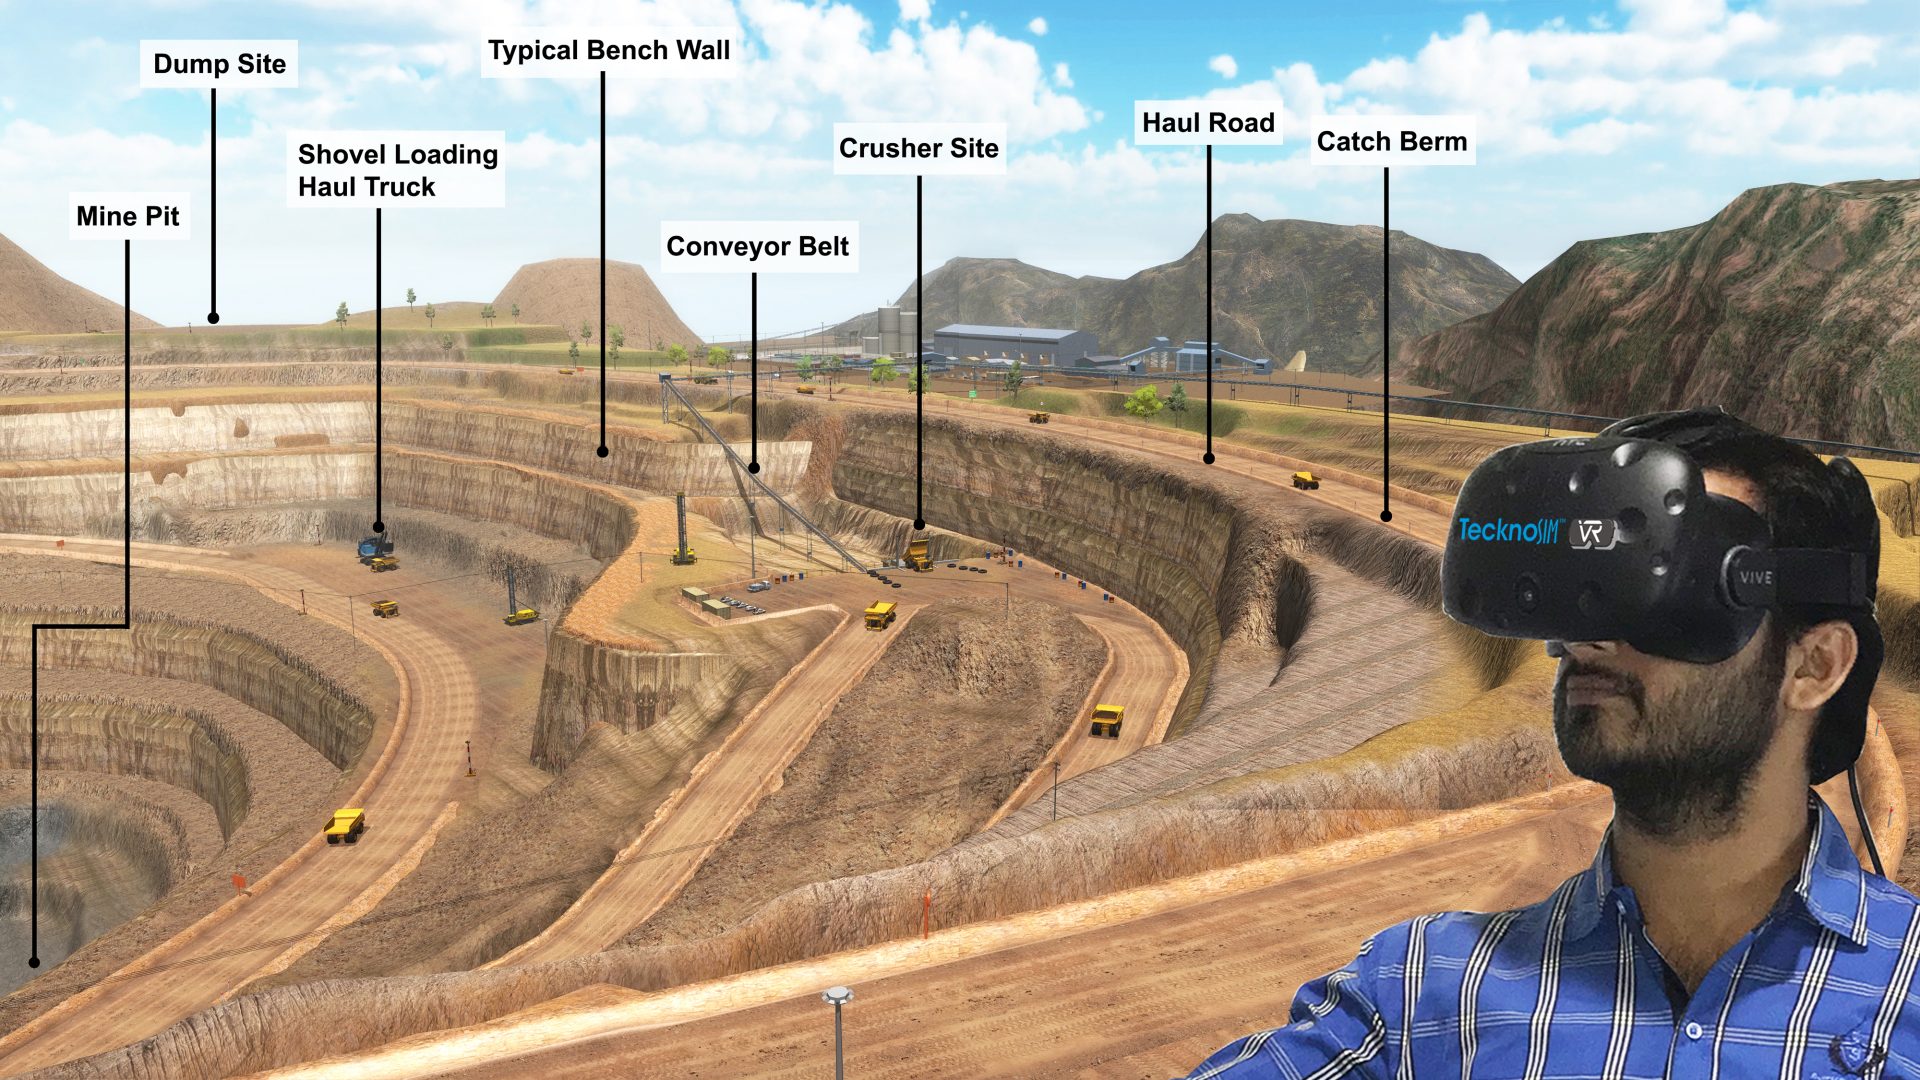 Dump Site
Typical Bench Wall
Haul Road
Catch Berm
Crusher Site
Shovel Loading
Haul Truck
Mine Pit
Conveyor Belt
TecknoSIM™ VR
VIVE